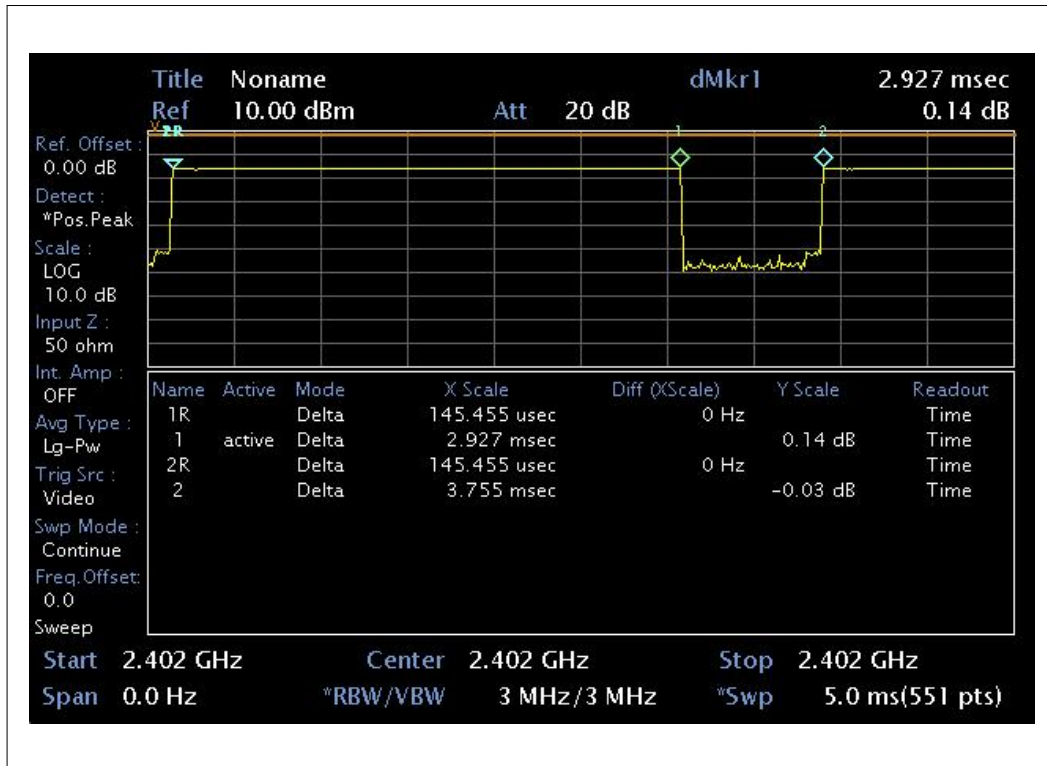 Title Noname dMkr1 2.927 msec
Ref 10.00 dBm Att 20 dB 0.14 dB
2R 1 2
Ref. Offset :
0.00 dB
Detect :
*Pos.Peak
Scale :
LOG
10.0 dB
Input Z :
50 ohm
Int. Amp :
OFF
Avg Type :
Lg-Pw
Trig Src :
Video
Swp Mode :
Continue
Freq.Offset:
0.0
Sweep
Name Active Mode X Scale Diff (XScale) Y Scale Readout
1R Delta 145.455 usec 0 Hz Time
1 active Delta 2.927 msec 0.14 dB Time
2R Delta 145.455 usec 0 Hz Time
2 Delta 3.755 msec -0.03 dB Time
Start 2.402 GHz Center 2.402 GHz Stop 2.402 GHz
Span 0.0 Hz *RBW/VBW 3 MHz/3 MHz *Swp 5.0 ms(551 pts)